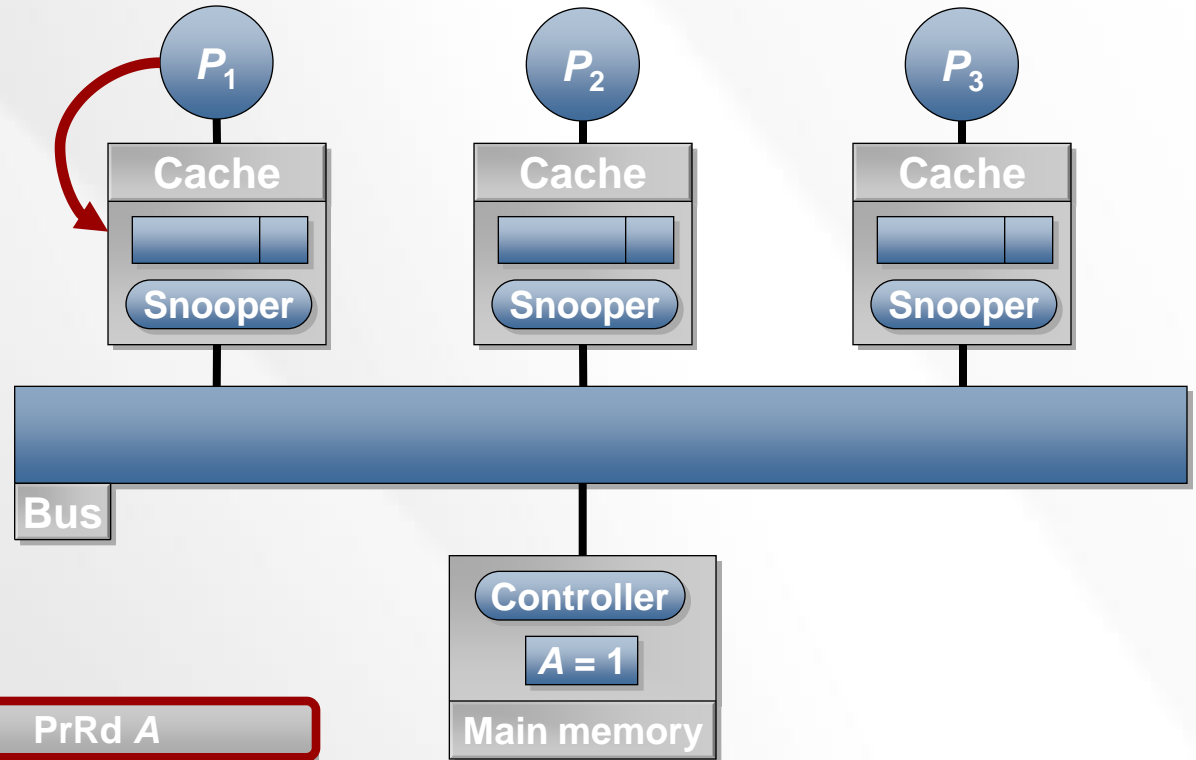 P1
P2
P3
Cache
Cache
Cache
Snooper
Snooper
Snooper
Bus
Controller
A = 1
Main memory
PrRd A